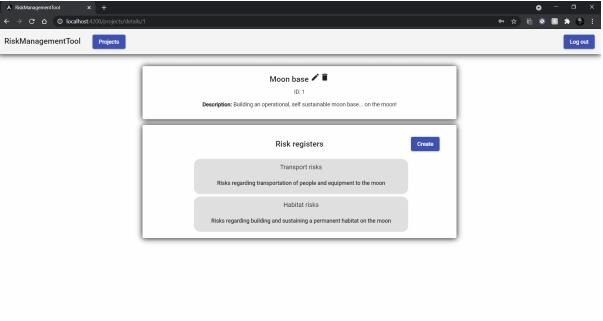 RiskManagementTool
localhost:4200/projects/details/1
RiskManagementTool
Projects
Log out
Moon base
ID: 1
Description: Building an operational, self sustainable moon base... on the moon!
Risk registers
Create
Transport risks
Risks regarding transportation of people and equipment to the moon
Habitat risks
Risks regarding building and sustaining a permanent habitat on the moon